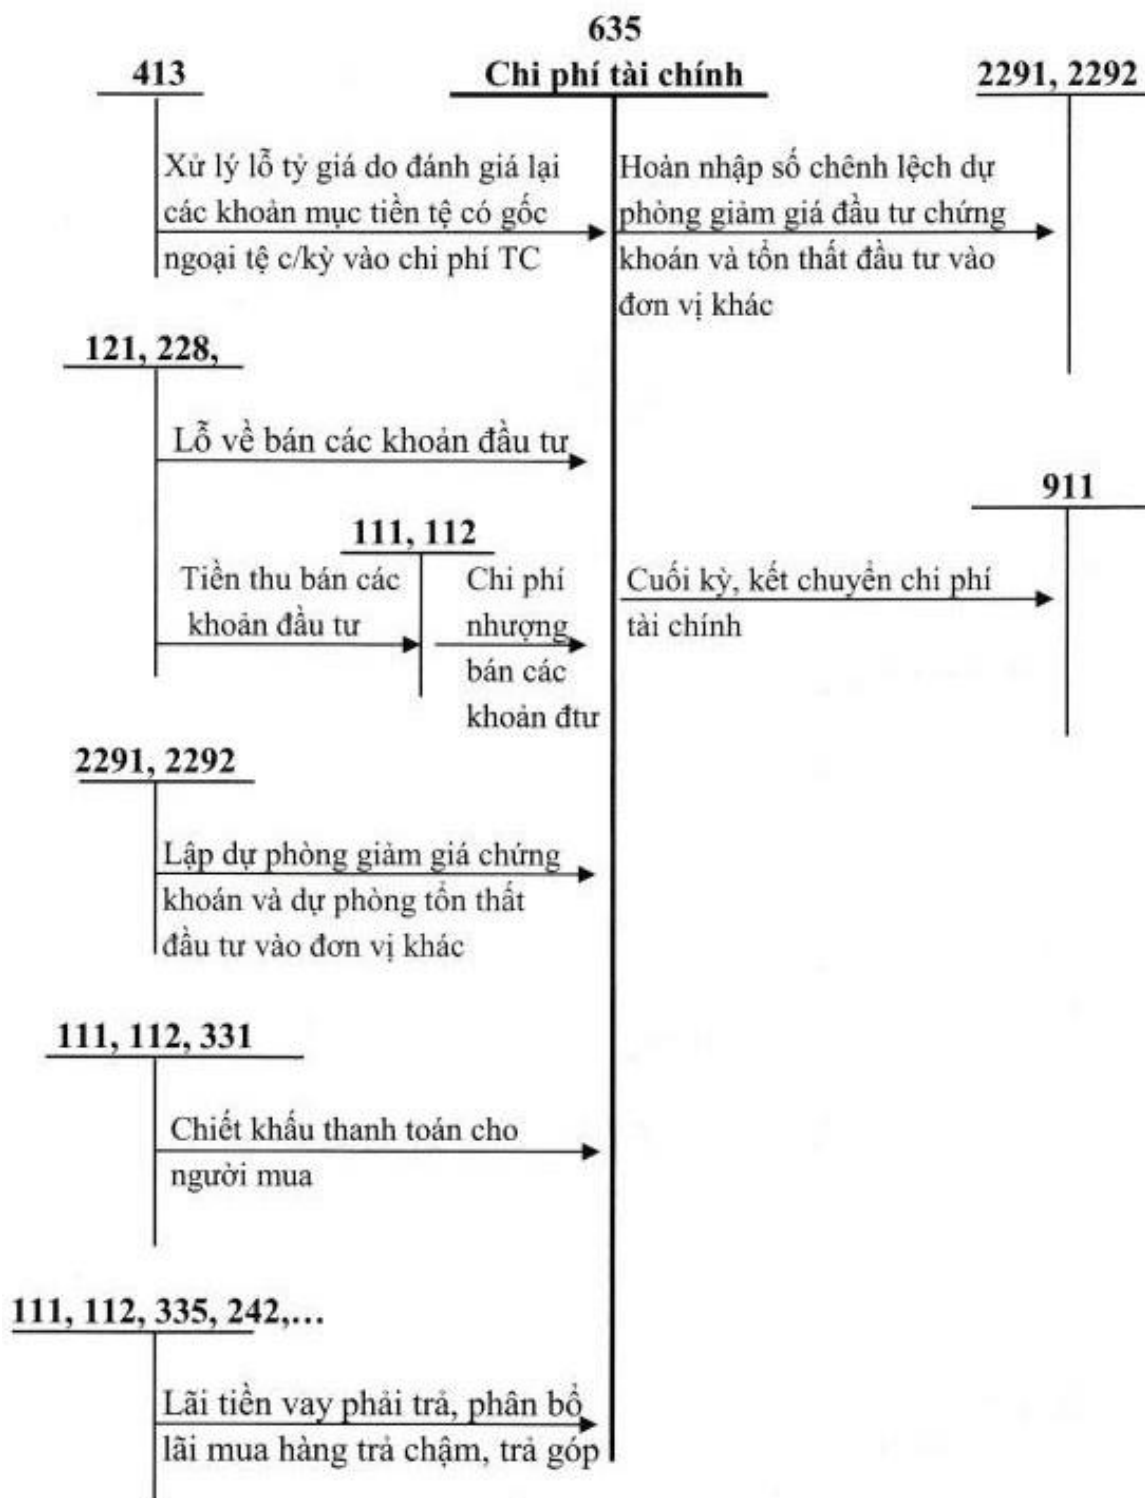 635
413
Chi phí tài chính
2291, 2292
Xử lý lỗ tỷ giá do đánh giá lại
các khoản mục tiền tệ có gốc
ngoại tệ c/kỳ vào chi phí TC
Hoàn nhập số chênh lệch dự
phòng giảm giá đầu tư chứng
khoán và tổn thất đầu tư vào
đơn vị khác
121, 228,
Lỗ về bán các khoản đầu tư
111, 112
Tiền thu bán các
khoản đầu tư
Chi phí
nhượng
bán các
khoản đtư
911
Cuối kỳ, kết chuyển chi phí
tài chính
2291, 2292
Lập dự phòng giảm giá chứng
khoán và dự phòng tổn thất
đầu tư vào đơn vị khác
111, 112, 331
Chiết khấu thanh toán cho
người mua
111, 112, 335, 242,...
Lãi tiền vay phải trả, phân bổ
lãi mua hàng trả chậm, trả góp